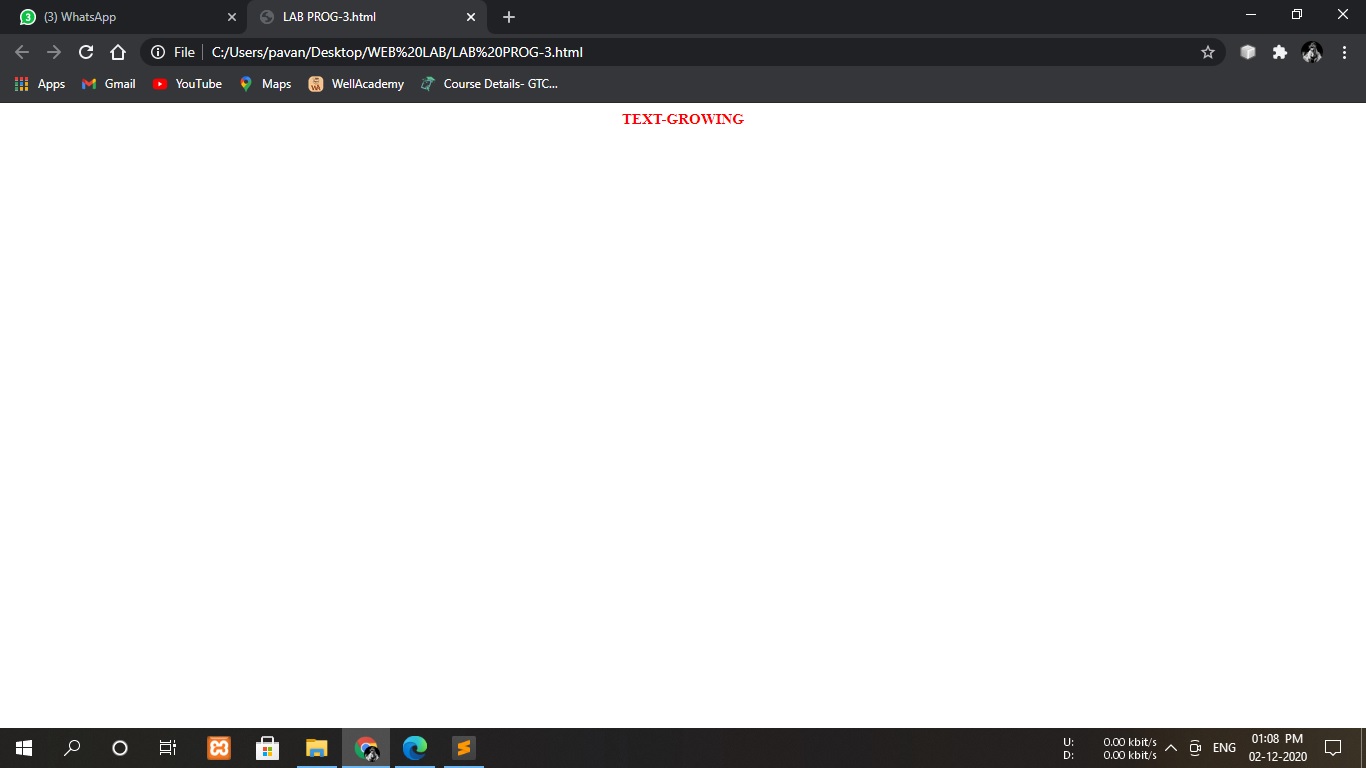 (3) WhatsApp
LAB PROG-3.html
File
C:/Users/pavan/Desktop/WEB%20LAB/LAB%20PROG-3.html
Apps
Gmail
YouTube
Maps
WellAcademy
Course Details- GTC...
TEXT-GROWING
U: 0.00 kbit/s
D: 0.00 kbit/s
ENG
01:08 PM
02-12-2020